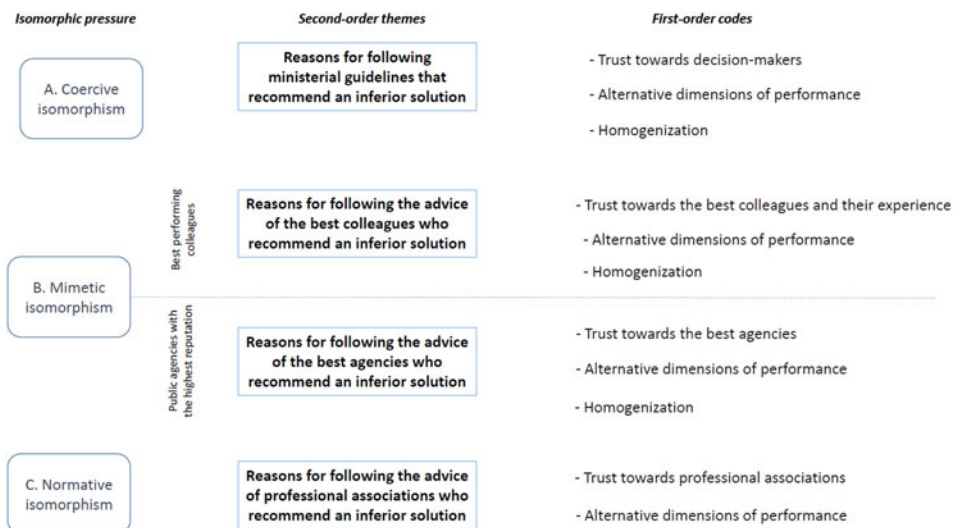 Isomorphic pressure
Second-order themes
First-order codes
A. Coercive
isomorphism
Reasons for following
ministerial guidelines that
recommend an inferior solution
- Trust towards decision-makers
- Alternative dimensions of performance
- Homogenization
B. Mimetic
isomorphism
Best performing
colleagues
Reasons for following the advice
of the best colleagues who
recommend an inferior solution
- Trust towards the best colleagues and their experience
- Alternative dimensions of performance
- Homogenization
Public agencies with
the highest reputation
Reasons for following the advice
of the best agencies who
recommend an inferior solution
- Trust towards the best agencies
- Alternative dimensions of performance
- Homogenization
C. Normative
isomorphism
Reasons for following the advice
of professional associations who
recommend an inferior solution
- Trust towards professional associations
- Alternative dimensions of performance